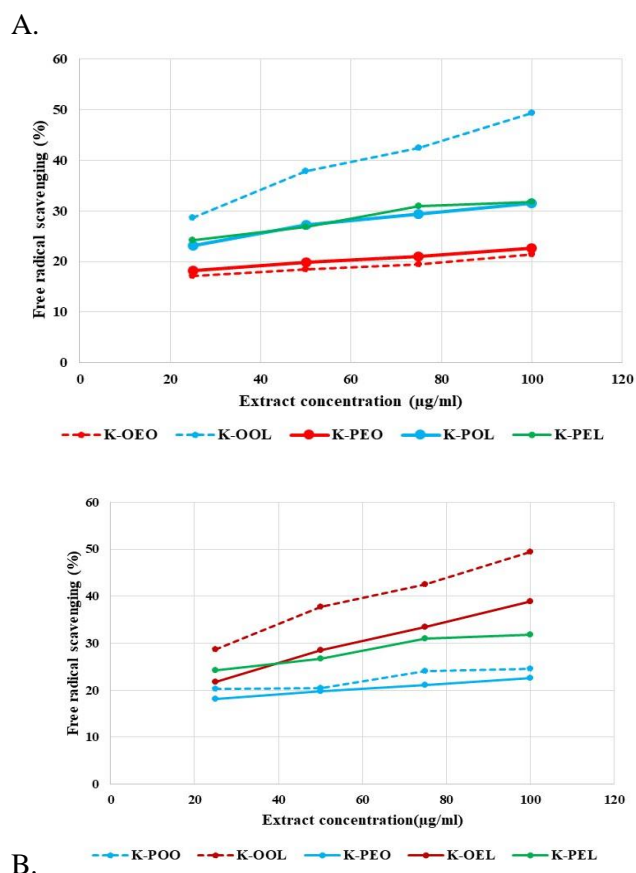 A.
60
50
40
30
20
10
0
Free radical scavenging (%)
0 20 40 60 80 100 120
Extract concentration (µg/ml)
K-OEO K-OOL K-PEO K-POL K-PEL
60
50
40
30
20
10
0
Free radical scavenging (%)
0 20 40 60 80 100 120
Extract concentration(µg/ml)
K-POO K-OOL K-PEO K-OEL K-PEL
B.